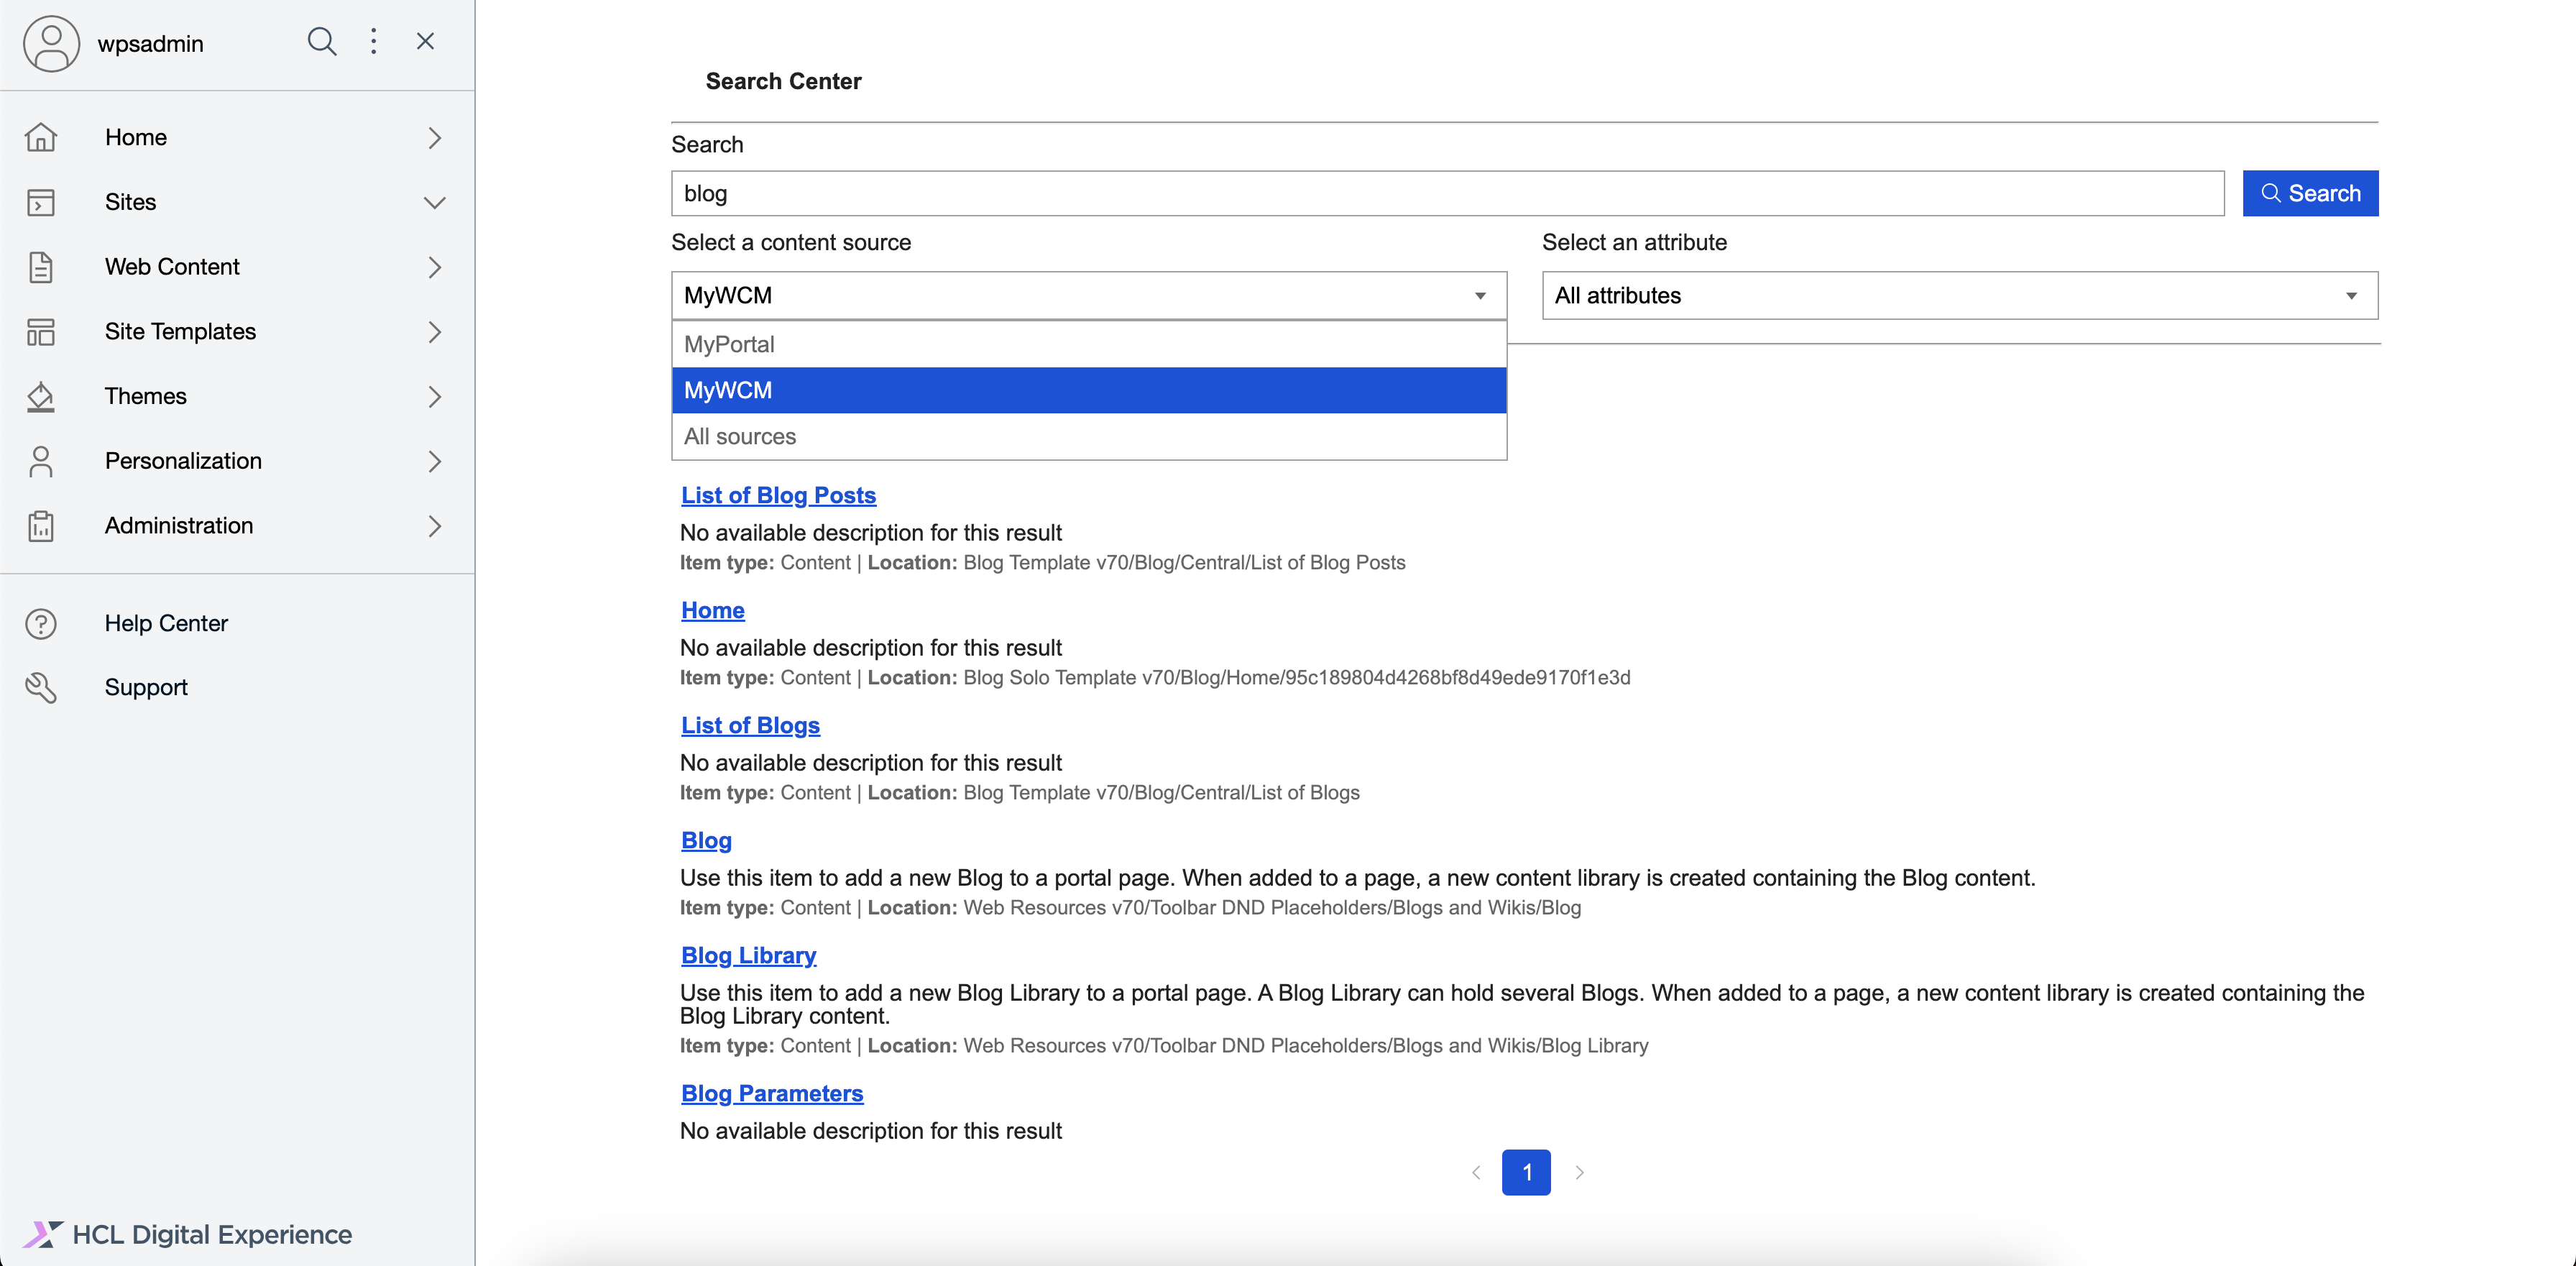 wpsadmin
Home
Sites
Web Content
Site Templates
Themes
Personalization
Administration
Help Center
Support
HCL Digital Experience
Search Center
Search
blog
Search
Select a content source
Select an attribute
MyWCM
All attributes
MyPortal
MyWCM
All sources
List of Blog Posts
No available description for this result
Item type: Content | Location: Blog Template v70/Blog/Central/List of Blog Posts
Home
No available description for this result
Item type: Content | Location: Blog Solo Template v70/Blog/Home/95c189804d4268bf8d49ede9170f1e3d
List of Blogs
No available description for this result
Item type: Content | Location: Blog Template v70/Blog/Central/List of Blogs
Blog
Use this item to add a new Blog to a portal page. When added to a page, a new content library is created containing the Blog content.
Item type: Content | Location: Web Resources v70/Toolbar DND Placeholders/Blogs and Wikis/Blog
Blog Library
Use this item to add a new Blog Library to a portal page. A Blog Library can hold several Blogs. When added to a page, a new content library is created containing the
Blog Library content.
Item type: Content | Location: Web Resources v70/Toolbar DND Placeholders/Blogs and Wikis/Blog Library
Blog Parameters
No available description for this result
1